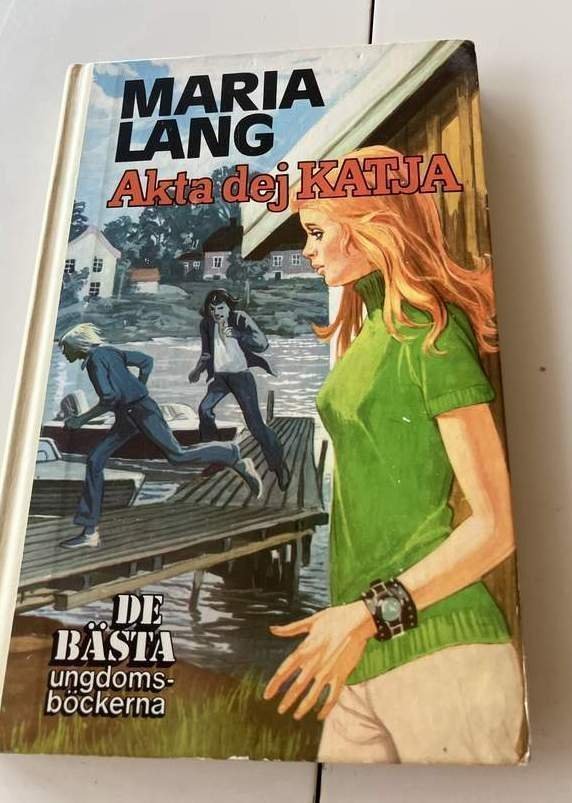 MARIA
LANG
Akta dej KATJA
DE
BÄSTA
ungdoms-
böckerna